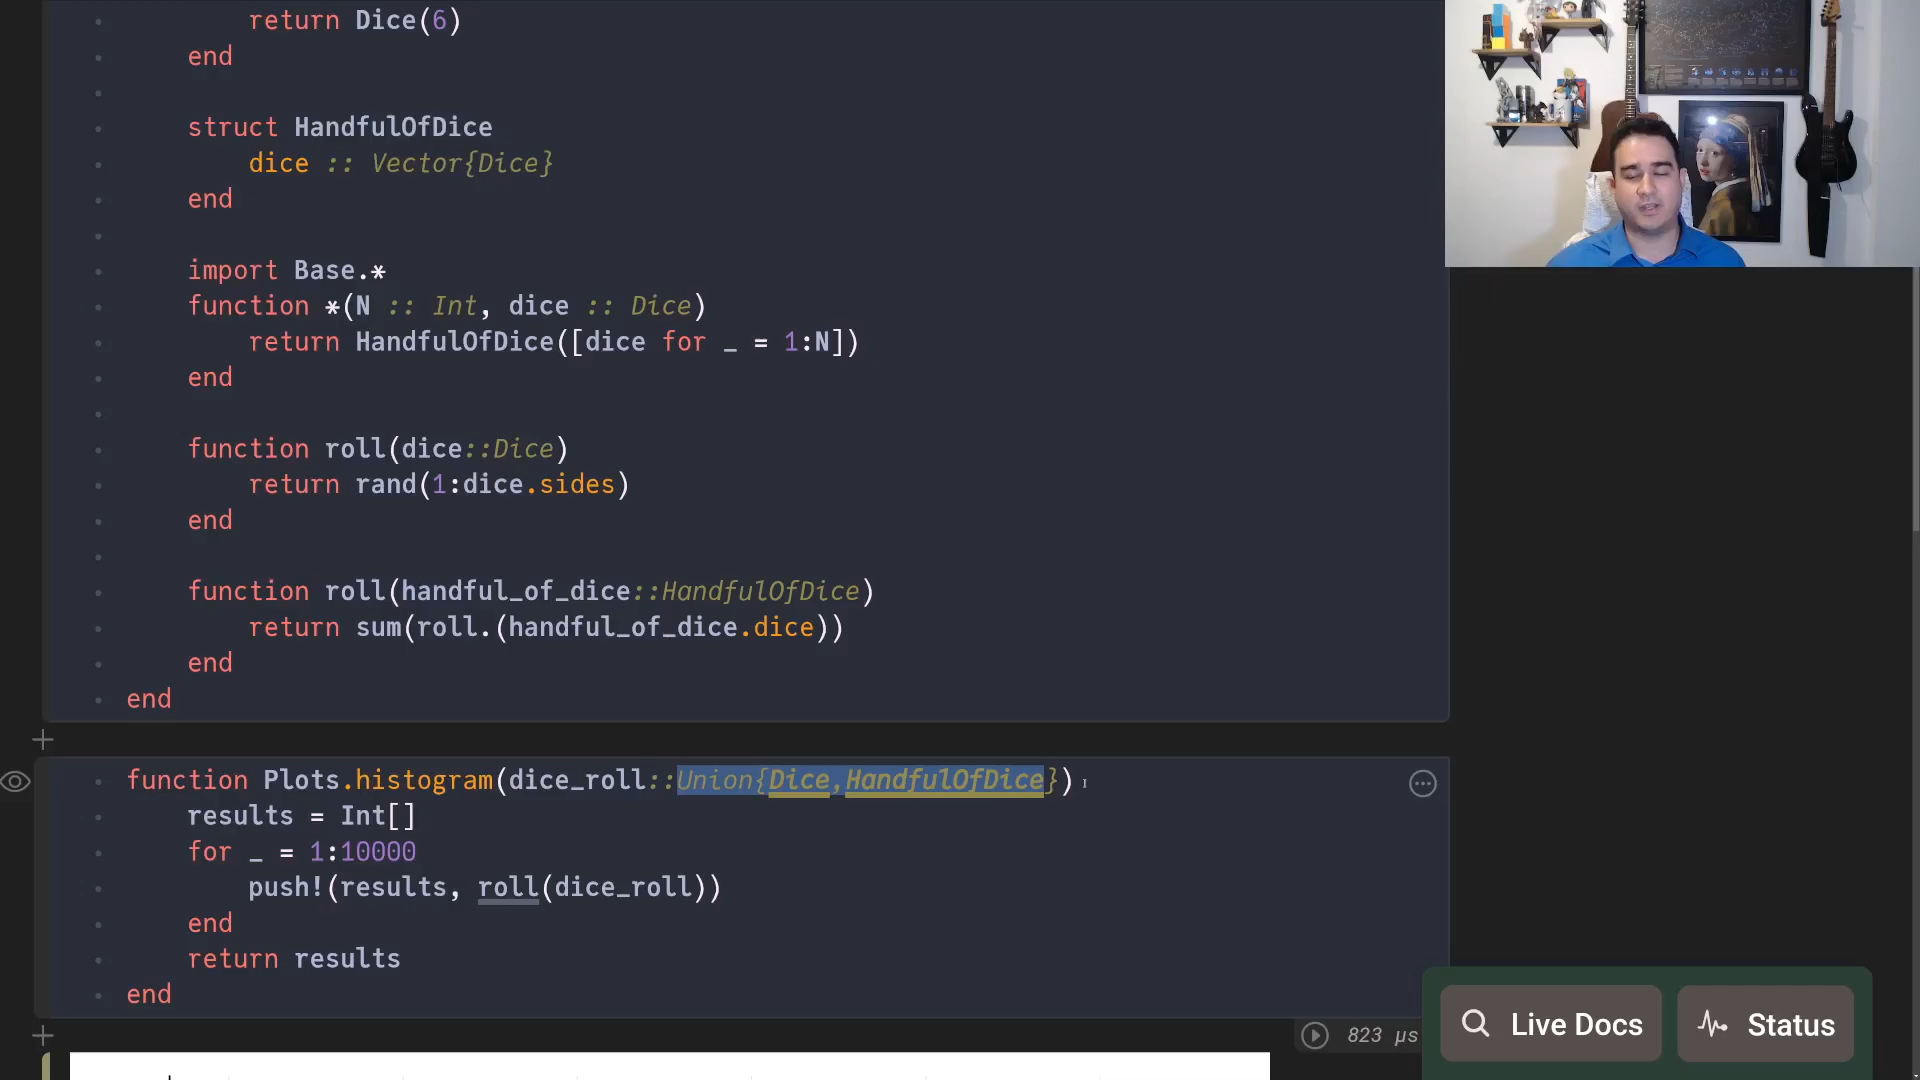 return Dice(6)
end
struct HandfulOfDice
dice :: Vector{Dice}
end
import Base.*
function *(N :: Int, dice :: Dice)
return HandfulOfDice([dice for _ = 1:N])
end
function roll(dice::Dice)
return rand(1:dice.sides)
end
function roll(handful_of_dice::HandfulOfDice)
return sum(roll.(handful_of_dice.dice))
end
end
function Plots.histogram(dice_roll::Union{Dice,HandfulOfDice})
results = Int[]
for _ = 1:10000
push!(results, roll(dice_roll))
end
return results
end
823 μs
Live Docs
Status